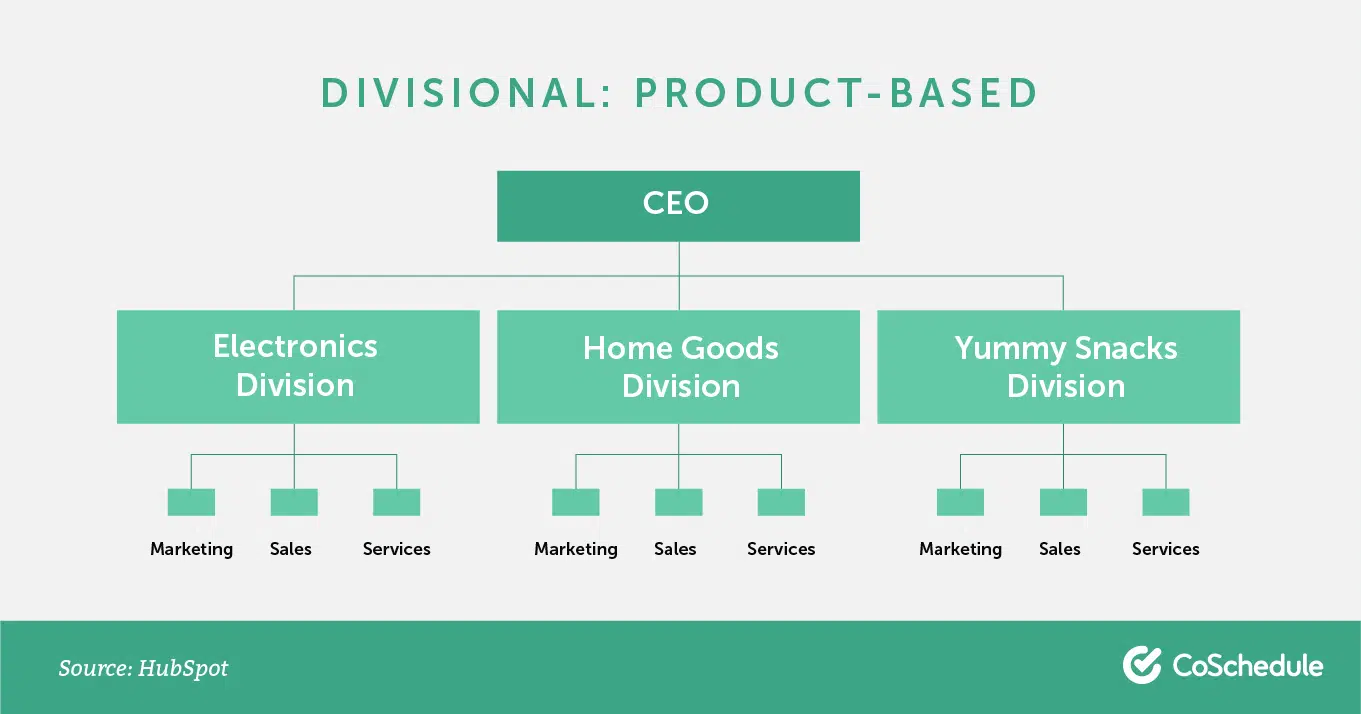 DIVISIONAL: PRODUCT-BASED
CEO
Electronics
Division
Home Goods
Division
Yummy Snacks
Division
Marketing Sales Services
Marketing Sales Services
Marketing Sales Services
Source: HubSpot
CoSchedule